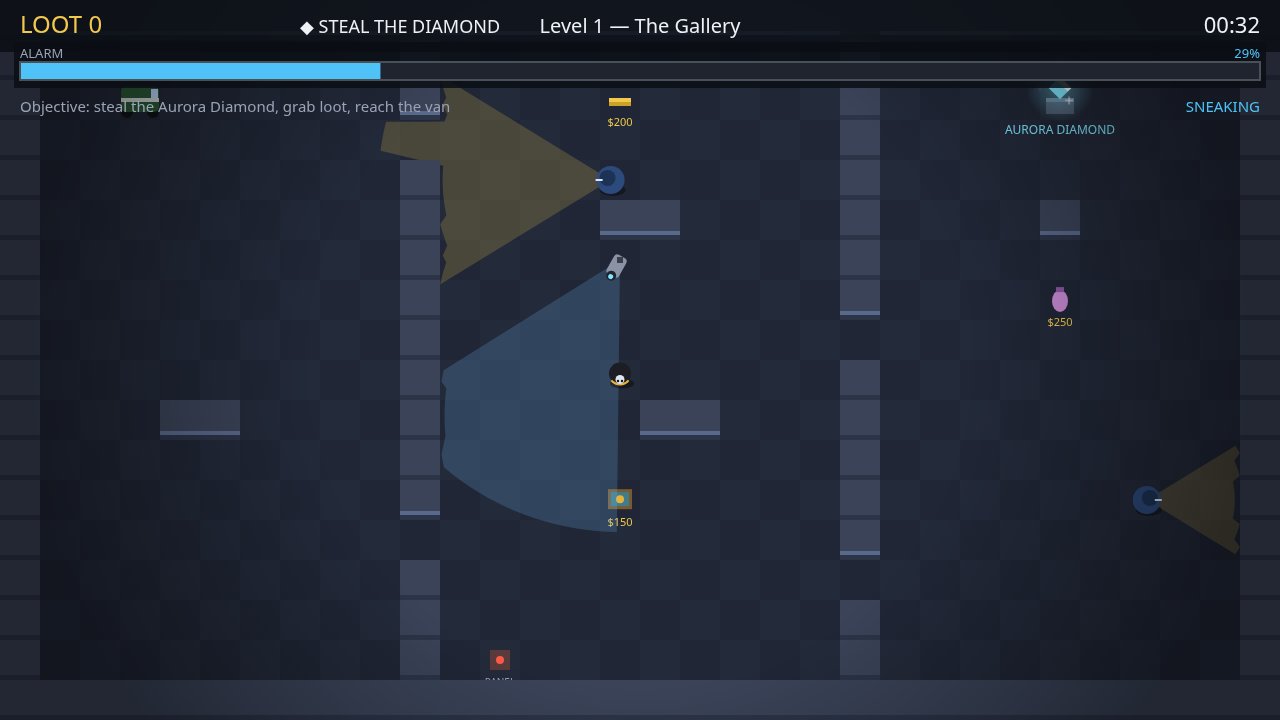 LOOT 0
◆ STEAL THE DIAMOND
Level 1 — The Gallery
00:32
ALARM
29%
Objective: steal the Aurora Diamond, grab loot, reach the van
SNEAKING
$200
AURORA DIAMOND
$250
$150